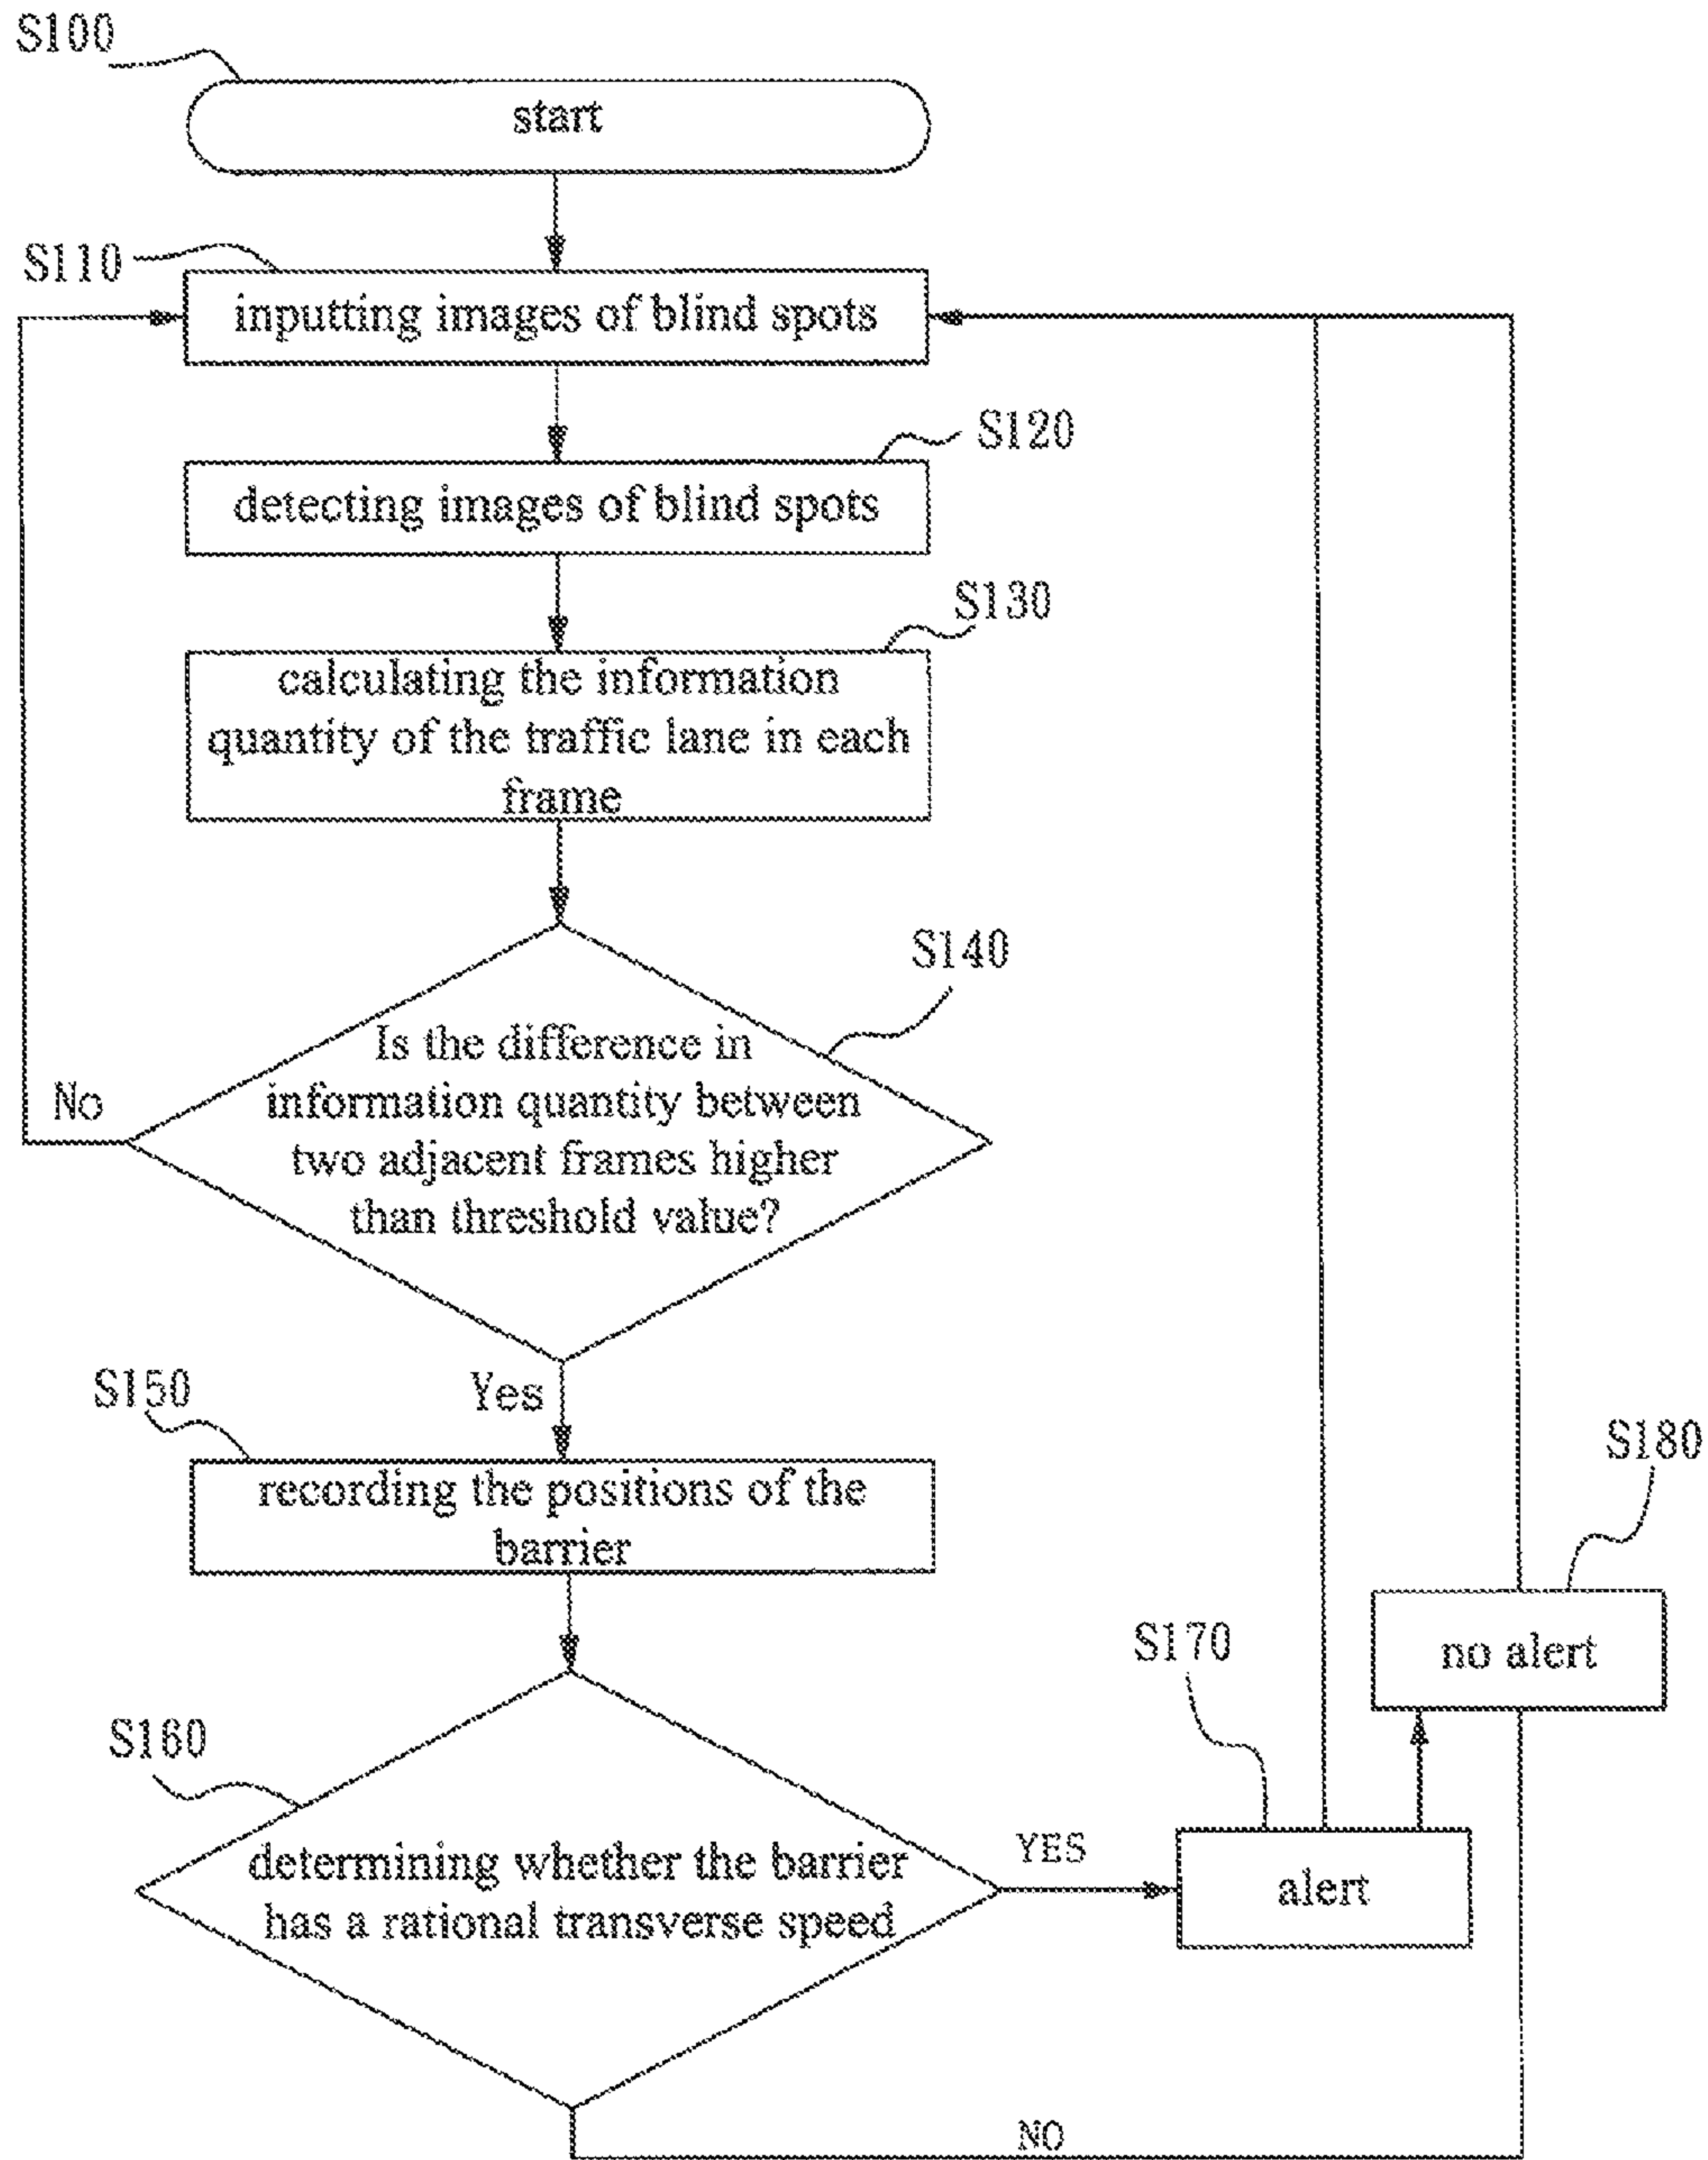 S100
start
S110
inputting images of blind spots
S120
detecting images of blind spots
S130
calculating the information
quantity of the traffic lane in each
frame
S140
Is the difference in
information quantity between
two adjacent frames higher
than threshold value?
No
Yes
S150
recording the positions of the
barrier
S160
determining whether the barrier
has a rational transverse speed
YES
S170
alert
S180
no alert
NO